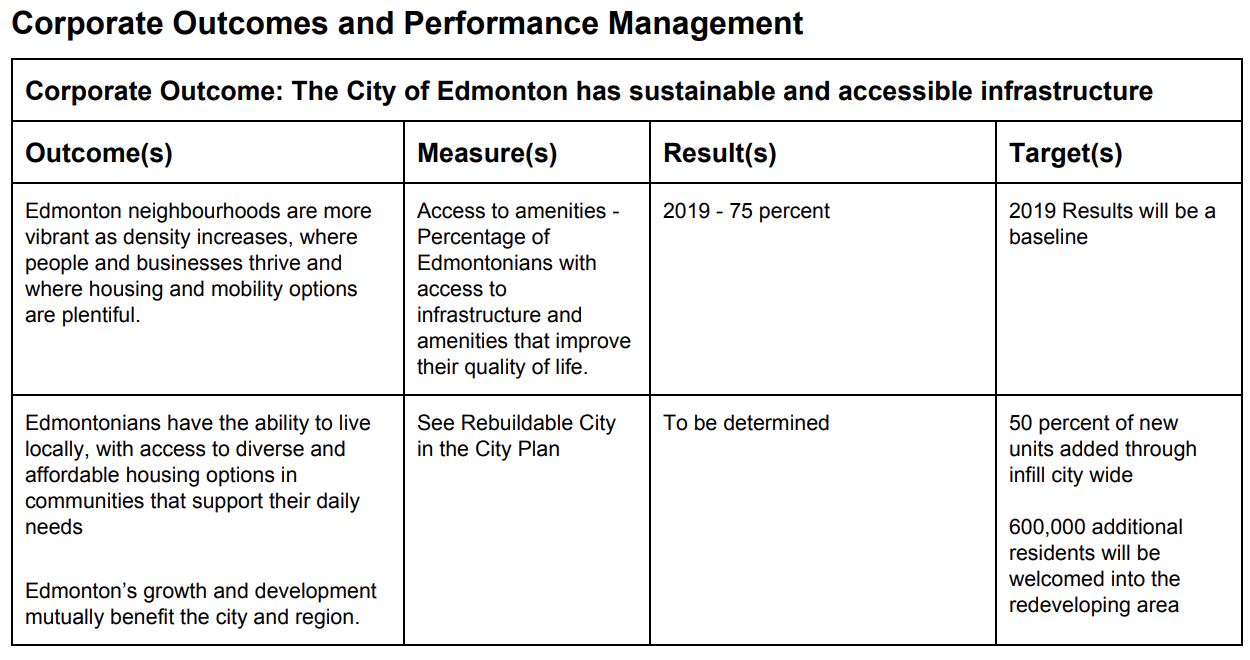 Corporate Outcomes and Performance Management
Corporate Outcome: The City of Edmonton has sustainable and accessible infrastructure
Outcome(s)
Measure(s)
Result(s)
Target(s)
Edmonton neighbourhoods are more
vibrant as density increases, where
people and businesses thrive and
where housing and mobility options
are plentiful.
Access to amenities -
Percentage of
Edmontonians with
access to
infrastructure and
amenities that improve
their quality of life.
2019 - 75 percent
2019 Results will be a
baseline
Edmontonians have the ability to live
locally, with access to diverse and
affordable housing options in
communities that support their daily
needs
Edmonton’s growth and development
mutually benefit the city and region.
See Rebuildable City
in the City Plan
To be determined
50 percent of new
units added through
infill city wide
600,000 additional
residents will be
welcomed into the
redeveloping area